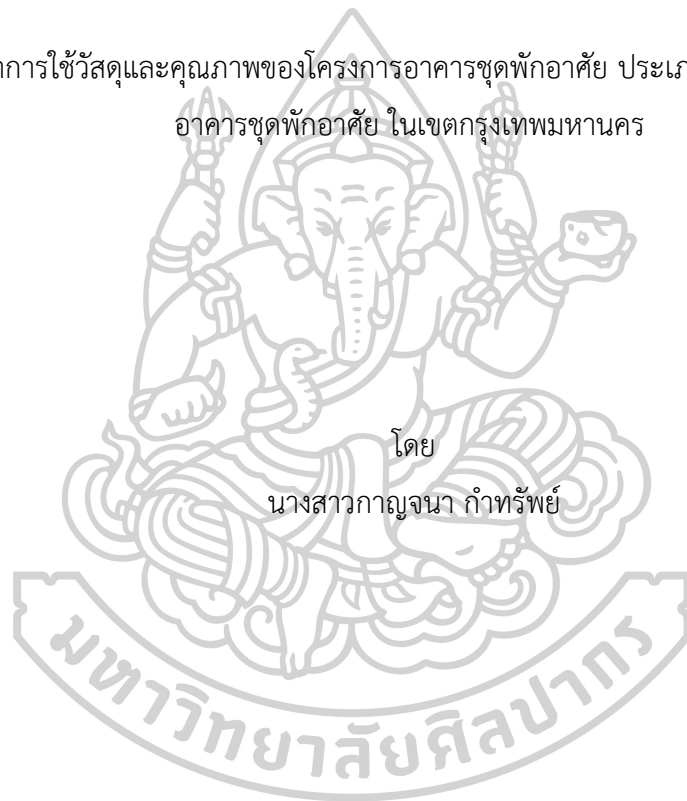 การใช้วัสดุและคุณภาพของโครงการอาคารชุดพักอาศัย
อาคารชุดพักอาศัย ในเขตกรุงเทพมหานคร
โดย
นางสาวกาญจนา กำทรัพย์
มหาวิทยาลัยศิลปากร